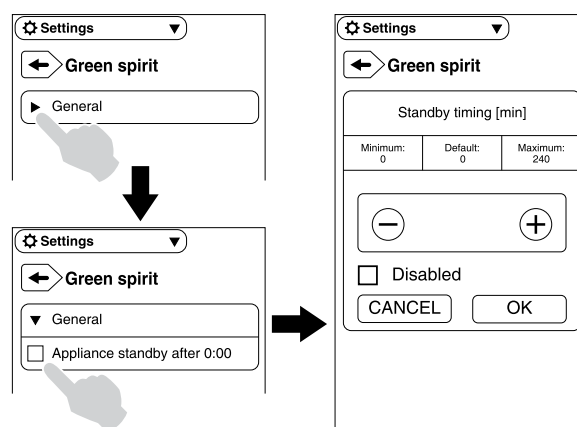 Settings
Green spirit
General
Settings
Green spirit
General
Appliance standby after 0:00
Settings
Green spirit
Standby timing [min]
Minimum: Default: Maximum:
0 0 240
Disabled
CANCEL OK